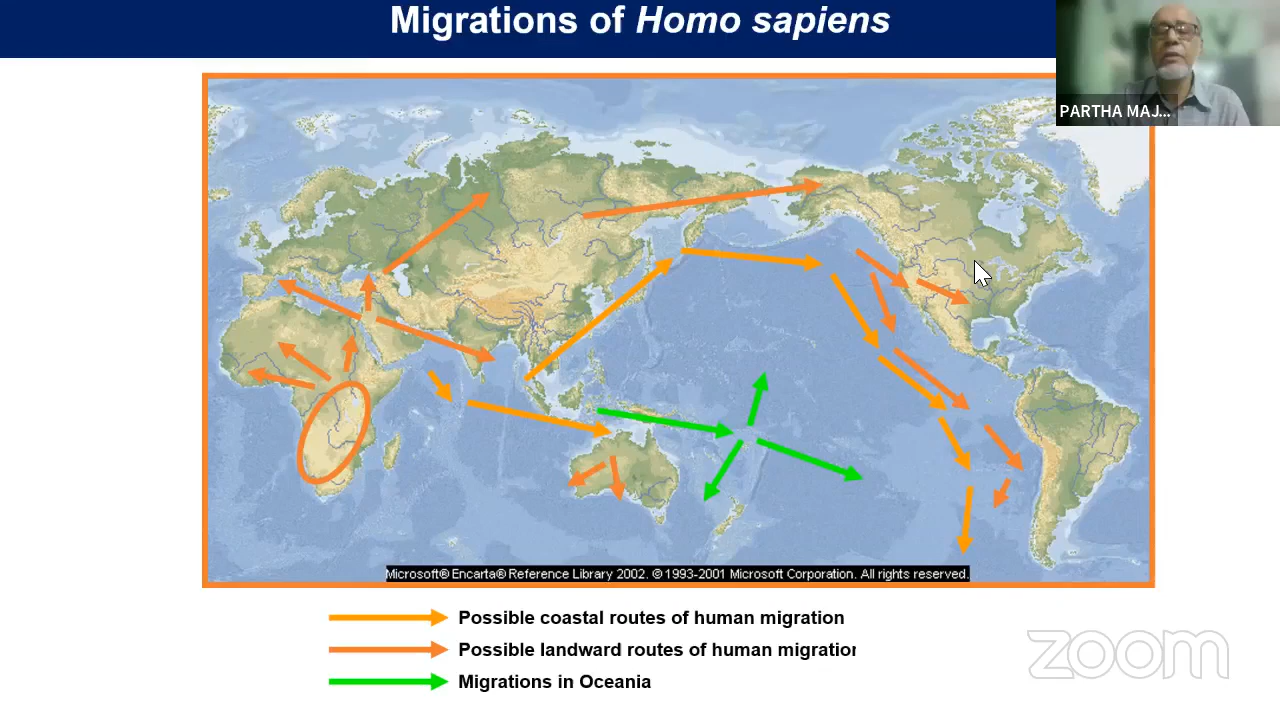 Migrations of Homo sapiens
PARTHA MAJ...
Microsoft® Encarta® Reference Library 2002. © 1993-2001 Microsoft Corporation. All rights reserved.
Possible coastal routes of human migration
Possible landward routes of human migration
Migrations in Oceania
zoom